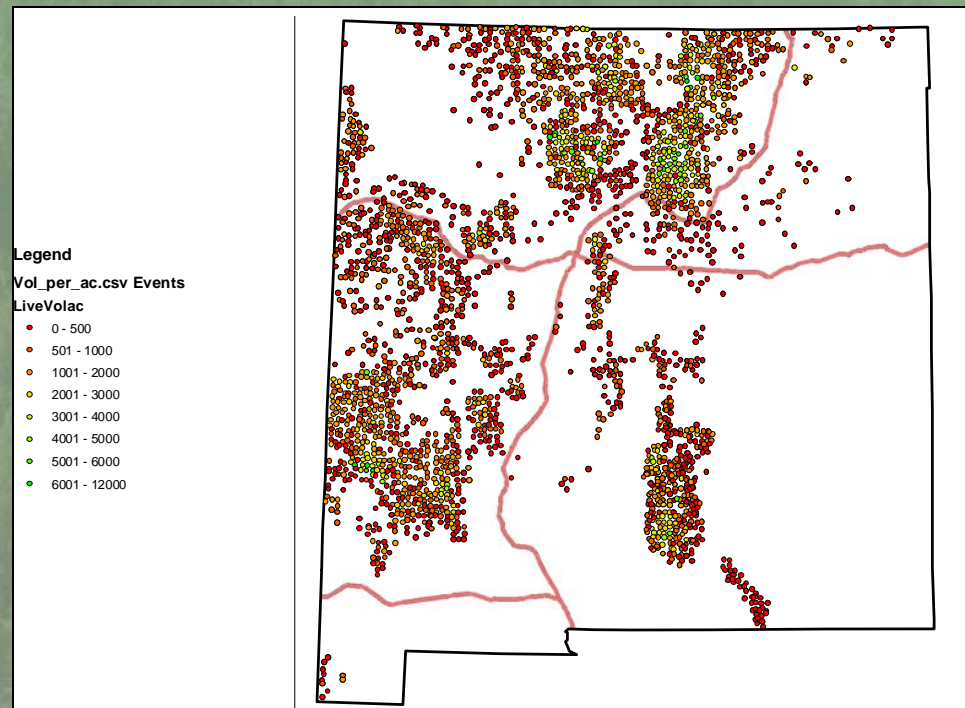 Legend
Vol_per_ac.csv Events
LiveVolac
0 - 500
501 - 1000
1001 - 2000
2001 - 3000
3001 - 4000
4001 - 5000
5001 - 6000
6001 - 12000